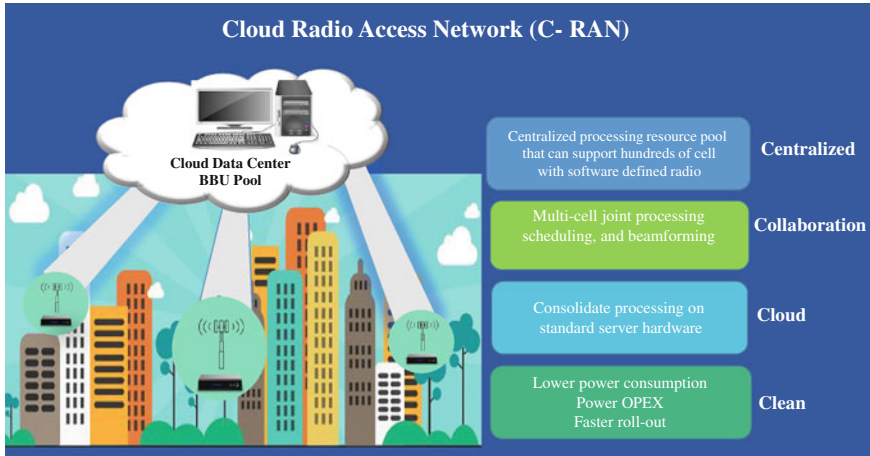 Cloud Radio Access Network (C- RAN)
Cloud Data Center
BBU Pool
Centralized processing resource pool
that can support hundreds of cell
with software defined radio
Centralized
Multi-cell joint processing
scheduling, and beamforming
Collaboration
Consolidate processing on
standard server hardware
Cloud
Lower power consumption
Power OPEX
Faster roll-out
Clean